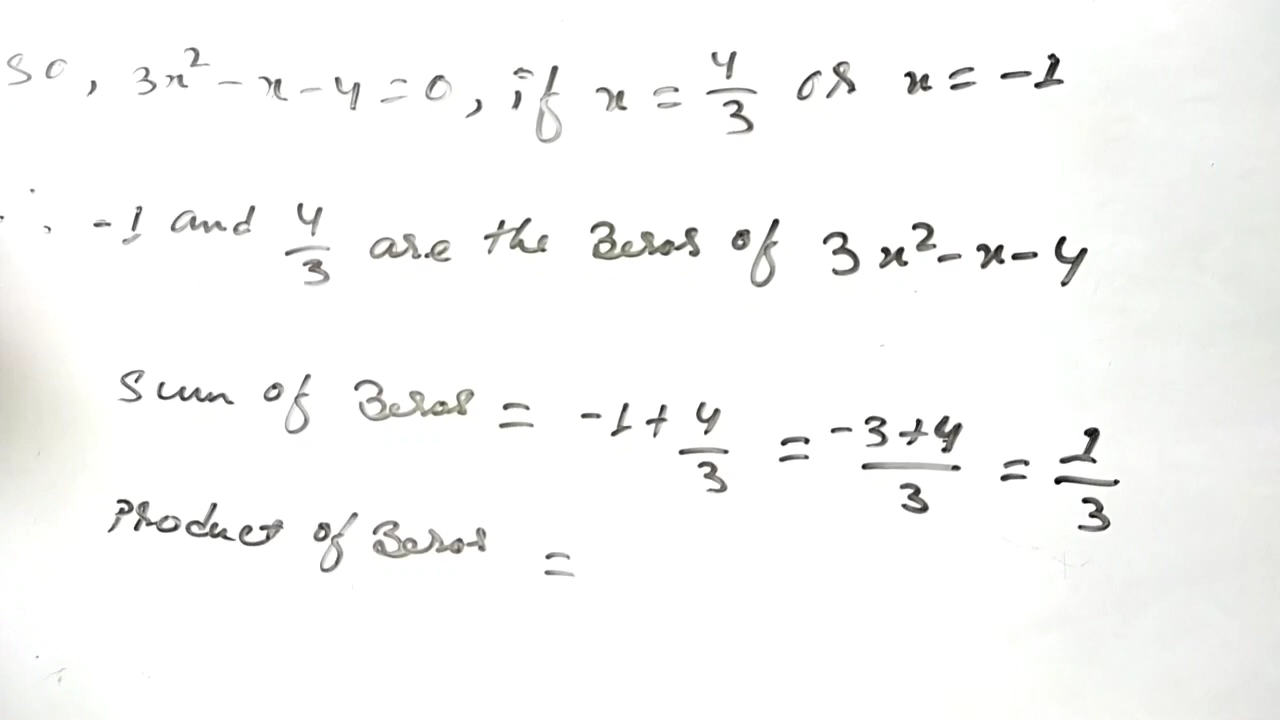 so, 3x² - x - 4 = 0, if x = 4/3 or x = -1
∴ -1 and 4/3 are the zeros of 3x² - x - 4
Sum of zeros = -1 + 4/3 = -3+4/3 = 1/3
Product of zeros =